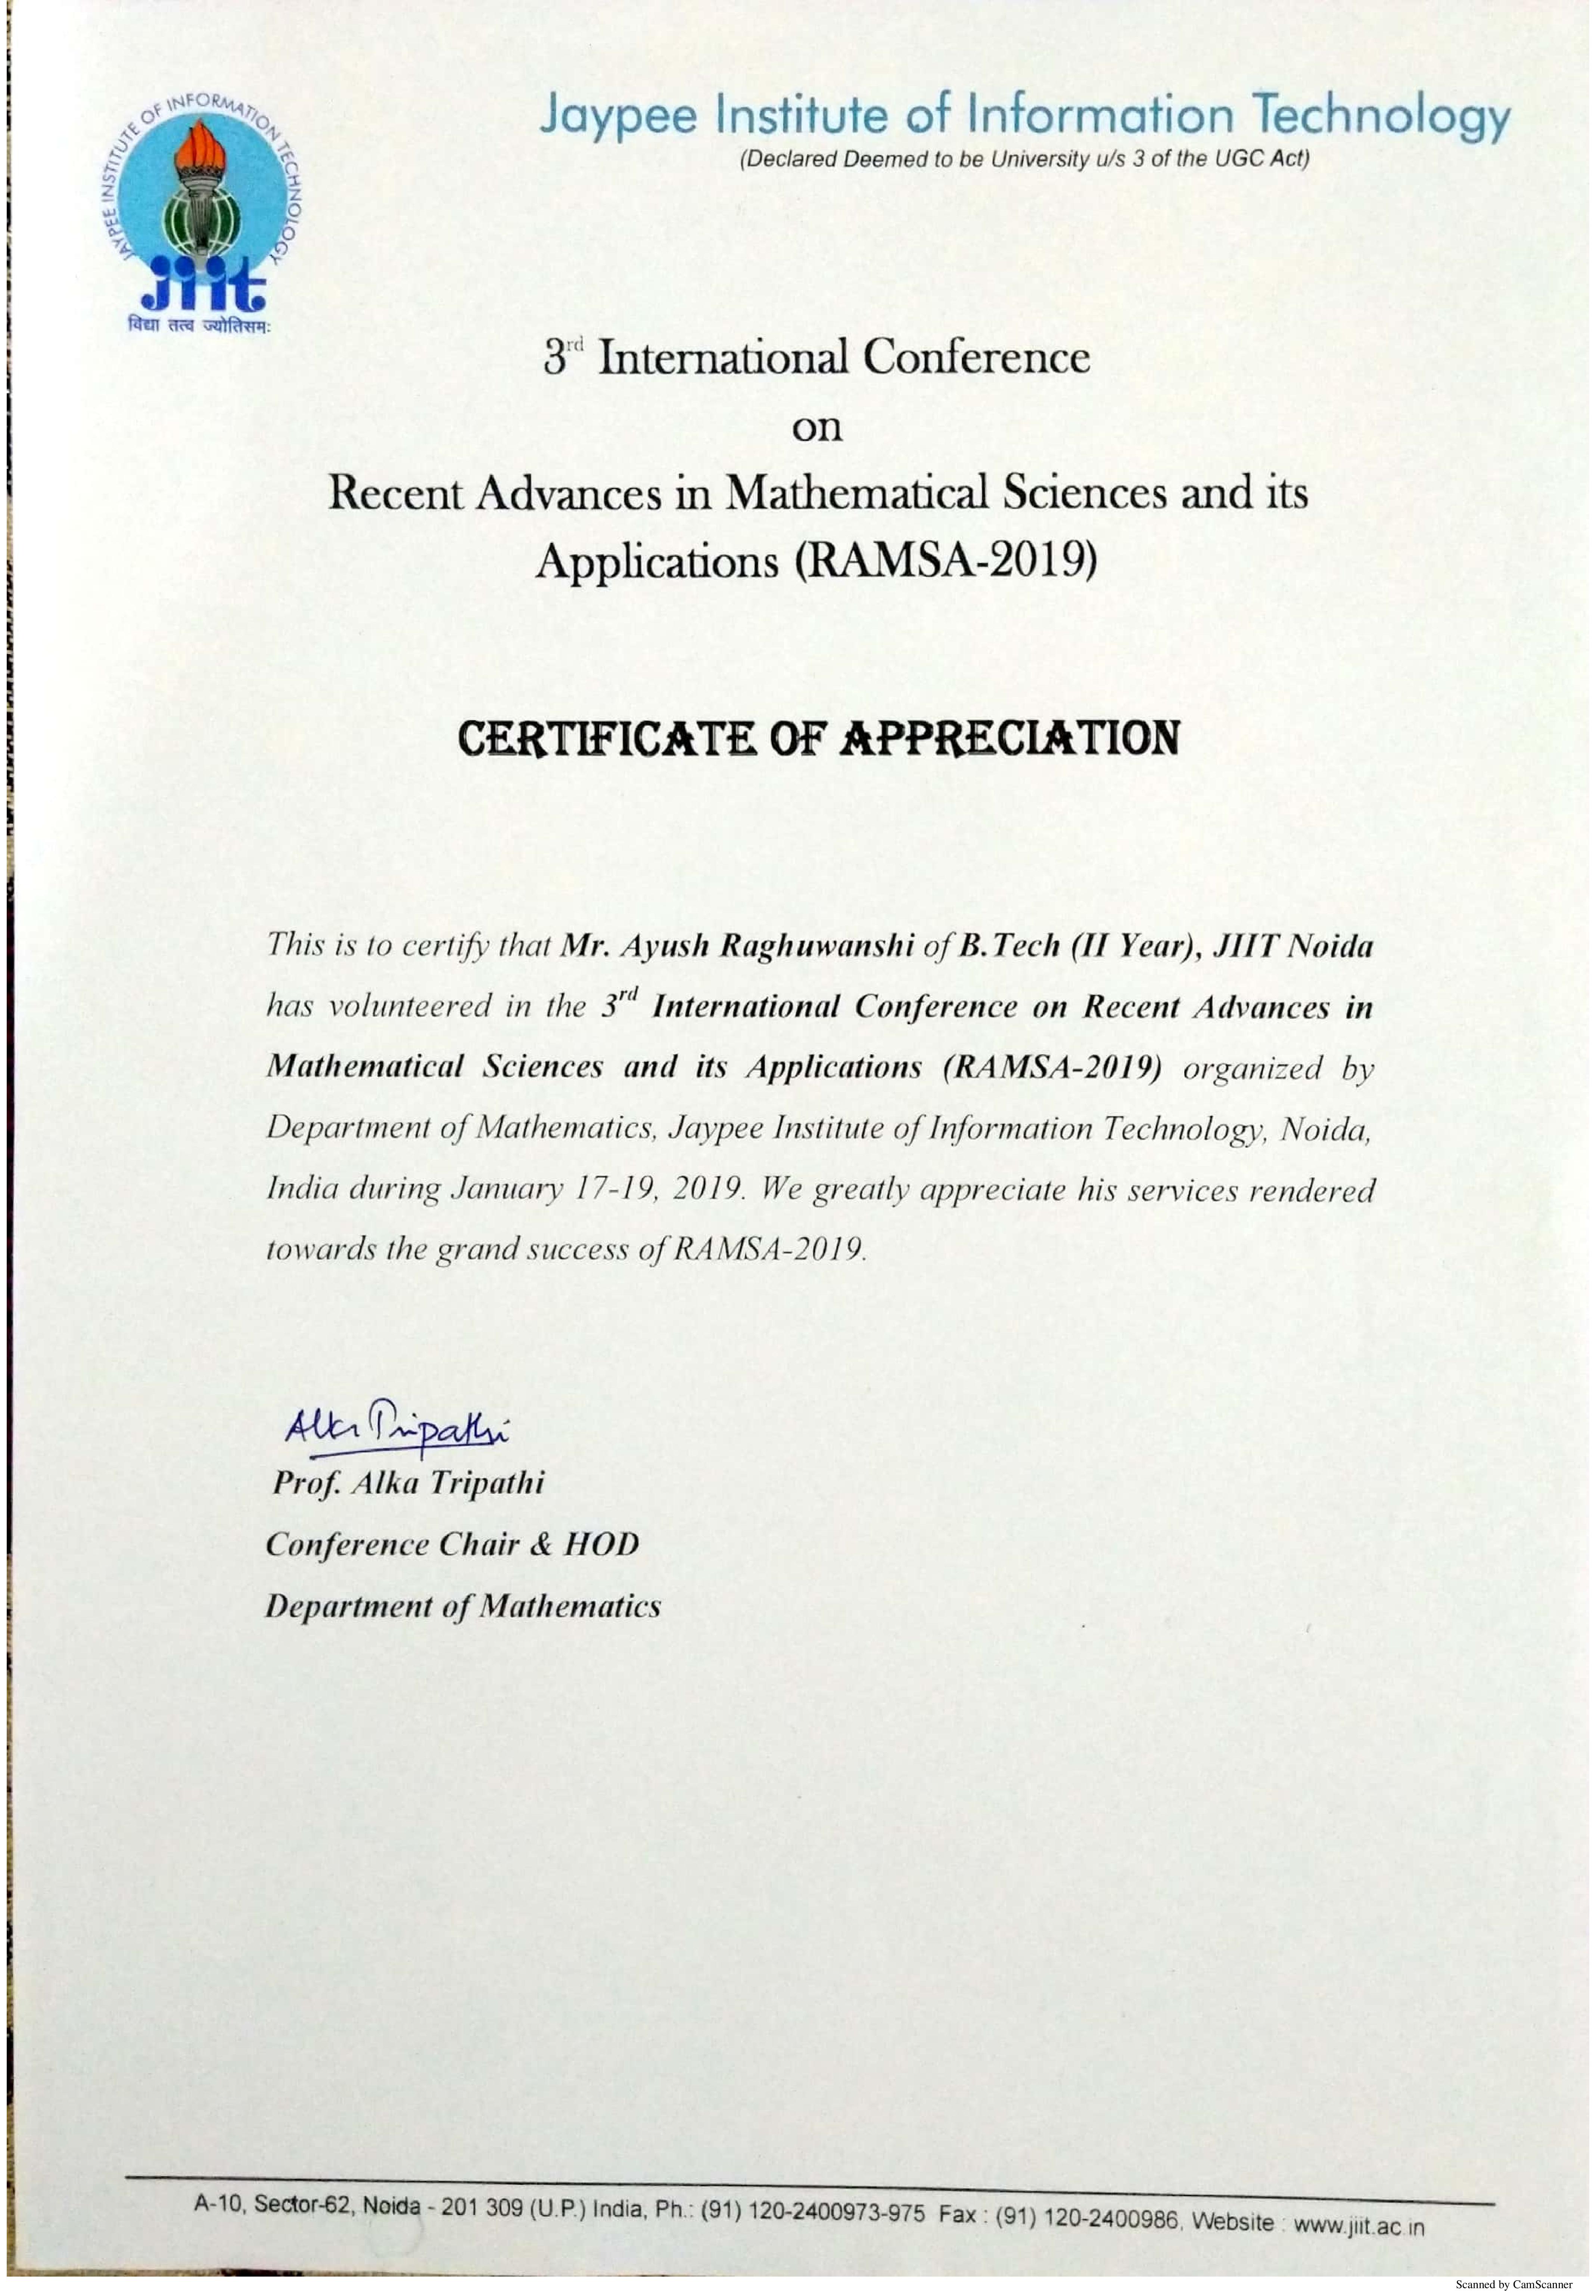 JAYPEE INSTITUTE OF INFORMATION TECHNOLOGY
jiit
विद्या तत्व ज्योतिसमः
Jaypee Institute of Information Technology
(Declared Deemed to be University u/s 3 of the UGC Act)
3rd International Conference
on
Recent Advances in Mathematical Sciences and its
Applications (RAMSA-2019)
CERTIFICATE OF APPRECIATION
This is to certify that Mr. Ayush Raghuwanshi of B.Tech (II Year), JIIT Noida
has volunteered in the 3rd International Conference on Recent Advances in
Mathematical Sciences and its Applications (RAMSA-2019) organized by
Department of Mathematics, Jaypee Institute of Information Technology, Noida,
India during January 17-19, 2019. We greatly appreciate his services rendered
towards the grand success of RAMSA-2019.
Alka Tripathi
Prof. Alka Tripathi
Conference Chair & HOD
Department of Mathematics
A-10, Sector-62, Noida - 201 309 (U.P.) India, Ph.: (91) 120-2400973-975 Fax : (91) 120-2400986, Website : www.jiit.ac.in
Scanned by CamScanner